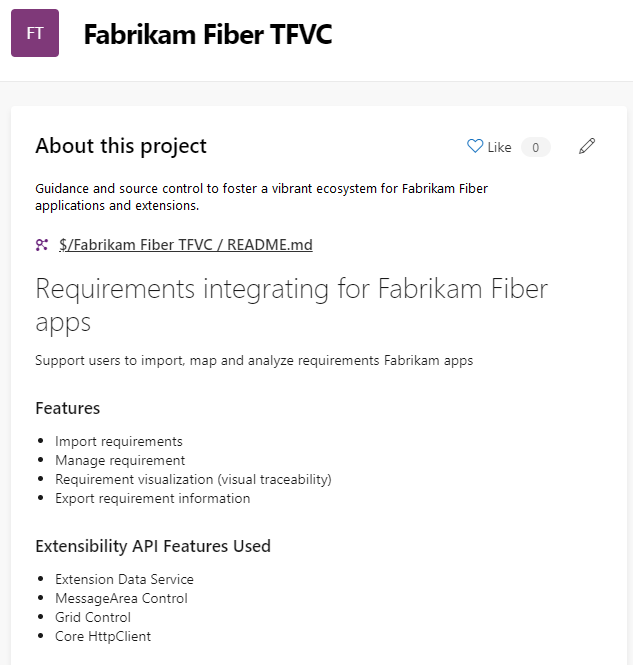 FT
Fabrikam Fiber TFVC
About this project
Like
0
Guidance and source control to foster a vibrant ecosystem for Fabrikam Fiber
applications and extensions.
$/Fabrikam Fiber TFVC / README.md
Requirements integrating for Fabrikam Fiber
apps
Support users to import, map and analyze requirements Fabrikam apps
Features
• Import requirements
• Manage requirement
• Requirement visualization (visual traceability)
• Export requirement information
Extensibility API Features Used
• Extension Data Service
• MessageArea Control
• Grid Control
• Core HttpClient